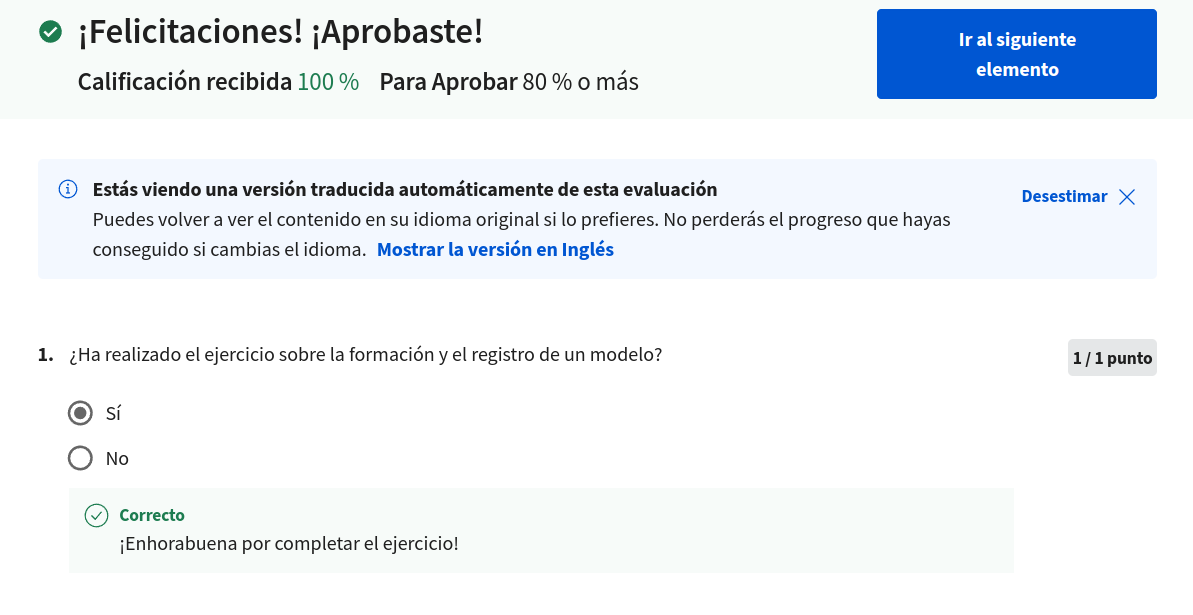 ¡Felicitaciones! ¡Aprobaste!
Calificación recibida 100 % Para Aprobar 80 % o más
Ir al siguiente
elemento
Estás viendo una versión traducida automáticamente de esta evaluación
Desestimar
Puedes volver a ver el contenido en su idioma original si lo prefieres. No perderás el progreso que hayas
conseguido si cambias el idioma. Mostrar la versión en Inglés
1. ¿Ha realizado el ejercicio sobre la formación y el registro de un modelo?
1 / 1 punto
Sí
No
Correcto
¡Enhorabuena por completar el ejercicio!